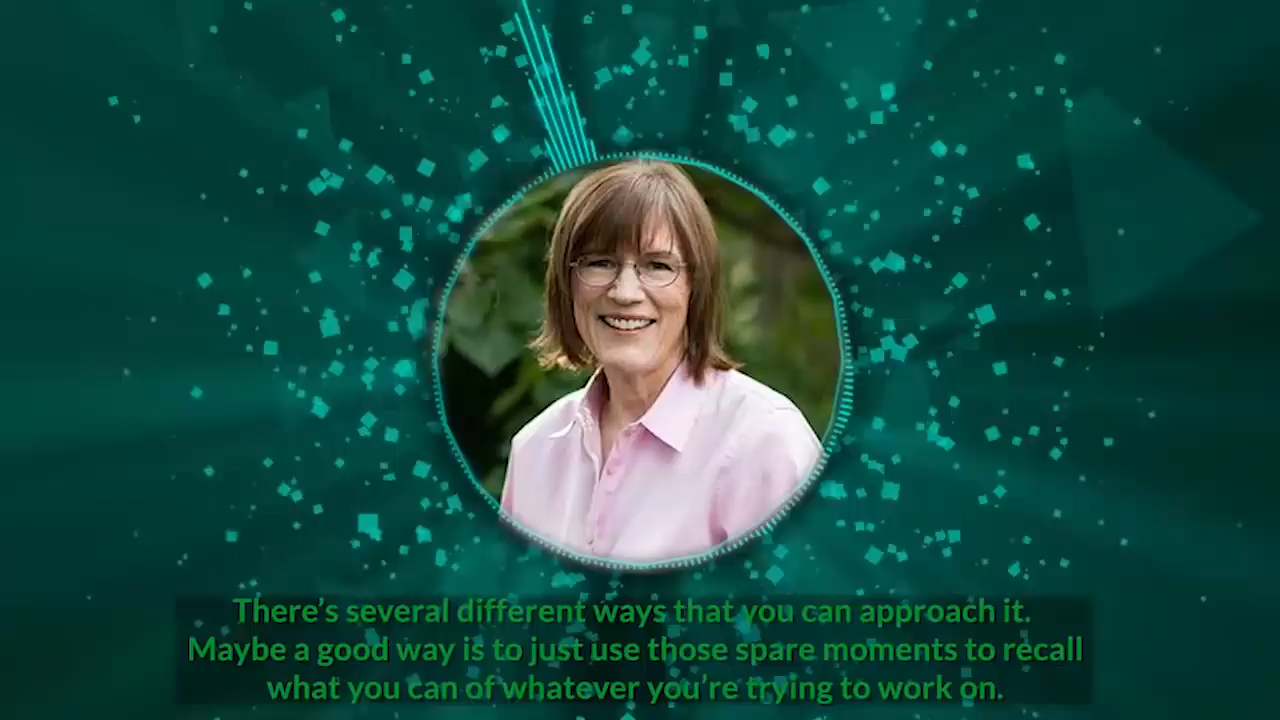 There’s several different ways that you can approach it.
Maybe a good way is to just use those spare moments to recall
what you can of whatever you’re trying to work on.